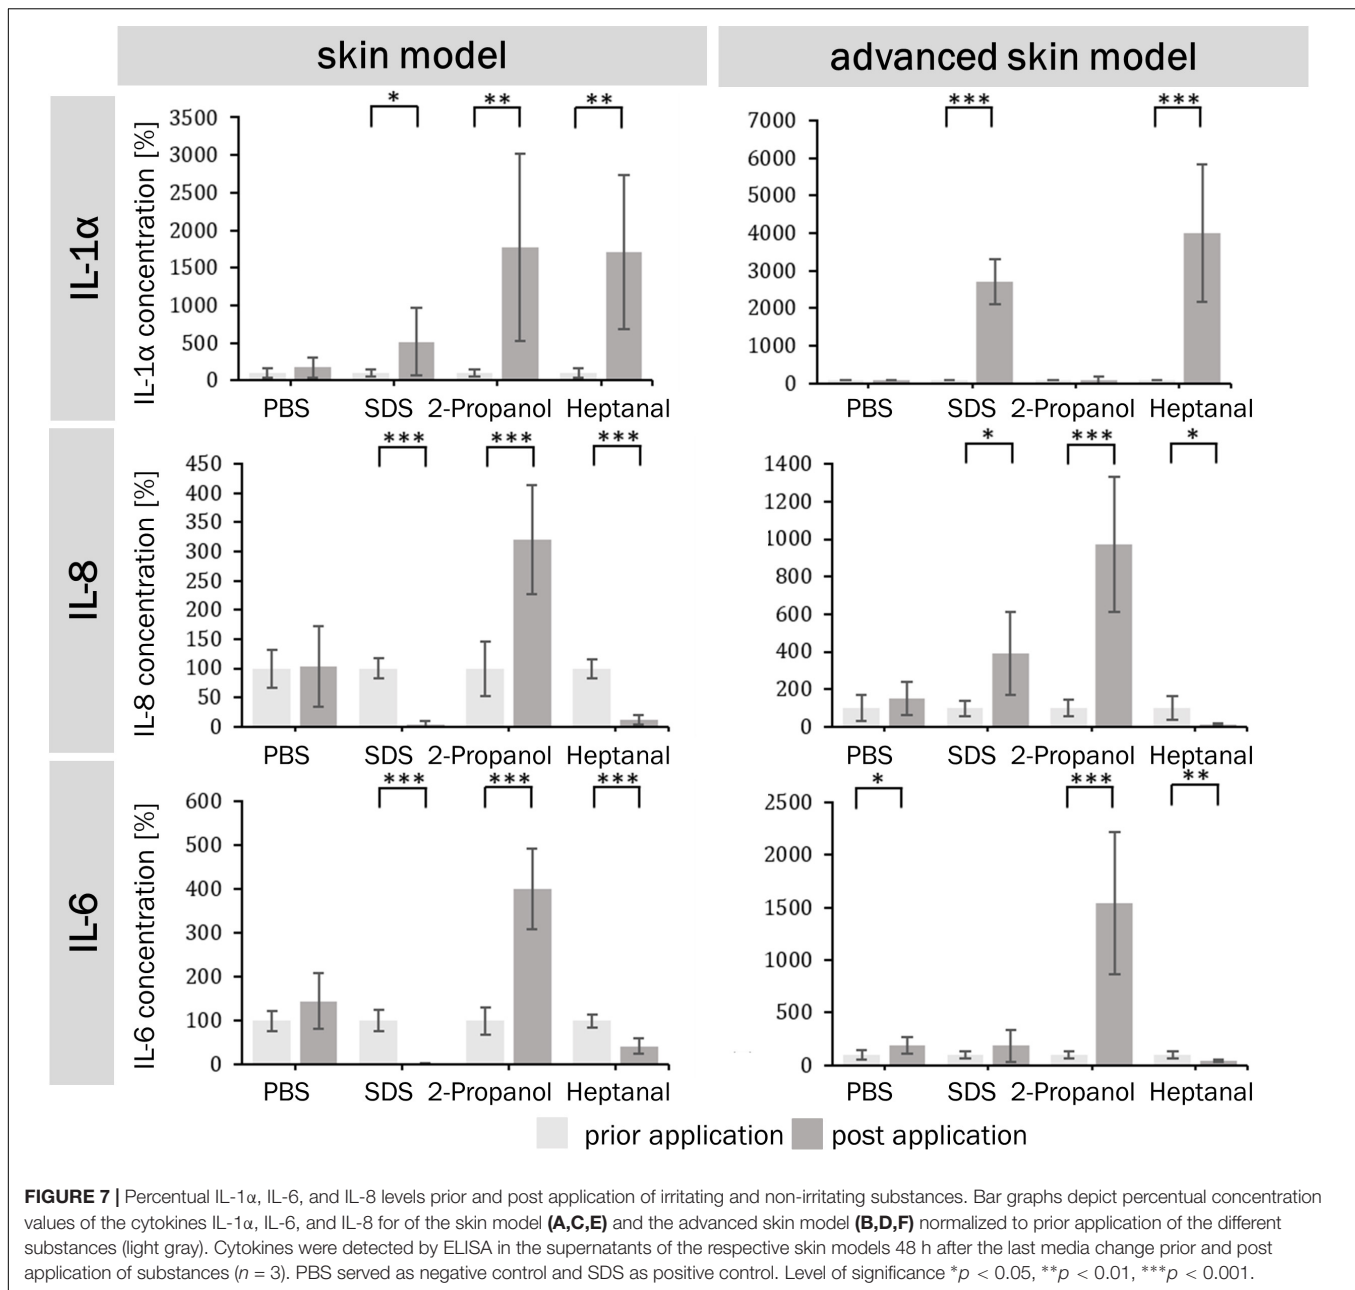 skin model
advanced skin model
IL-1α
IL-1α concentration [%]
3500
3000
2500
2000
1500
1000
500
0
* ** **
PBS SDS 2-Propanol Heptanal
7000
6000
5000
4000
3000
2000
1000
0
*** ***
PBS SDS 2-Propanol Heptanal
IL-8
IL-8 concentration [%]
450
400
350
300
250
200
150
100
50
0
*** *** ***
PBS SDS 2-Propanol Heptanal
1400
1200
1000
800
600
400
200
0
* *** *
PBS SDS 2-Propanol Heptanal
IL-6
IL-6 concentration [%]
600
500
400
300
200
100
0
*** *** ***
PBS SDS 2-Propanol Heptanal
2500
2000
1500
1000
500
0
* *** **
PBS SDS 2-Propanol Heptanal
prior application post application
FIGURE 7 | Percentual IL-1α, IL-6, and IL-8 levels prior and post application of irritating and non-irritating substances. Bar graphs depict percentual concentration
values of the cytokines IL-1α, IL-6, and IL-8 for of the skin model (A,C,E) and the advanced skin model (B,D,F) normalized to prior application of the different
substances (light gray). Cytokines were detected by ELISA in the supernatants of the respective skin models 48 h after the last media change prior and post
application of substances (n = 3). PBS served as negative control and SDS as positive control. Level of significance *p < 0.05, **p < 0.01, ***p < 0.001.